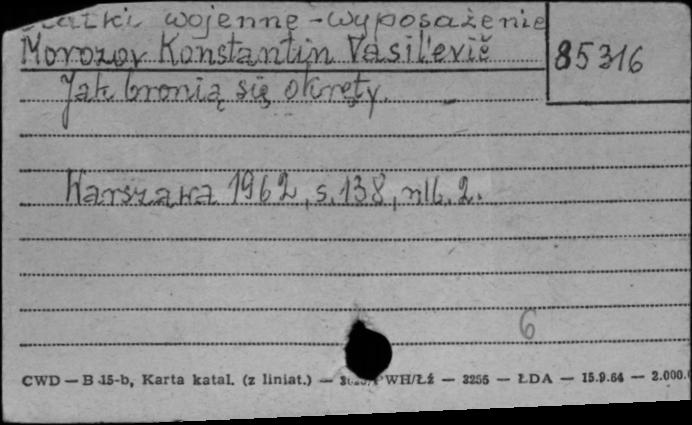 Statki wojenne - wyposażenie
Morozov Konstantin Vasil'evič
85316
Jak bronią się okręty.
Warszawa 1962, s. 138, nlb. 2.
6
CWD — B 15-b, Karta katal. (z liniat.) — PWH/Łź — 3256 — ŁDA — 15.9.64 — 2.000.